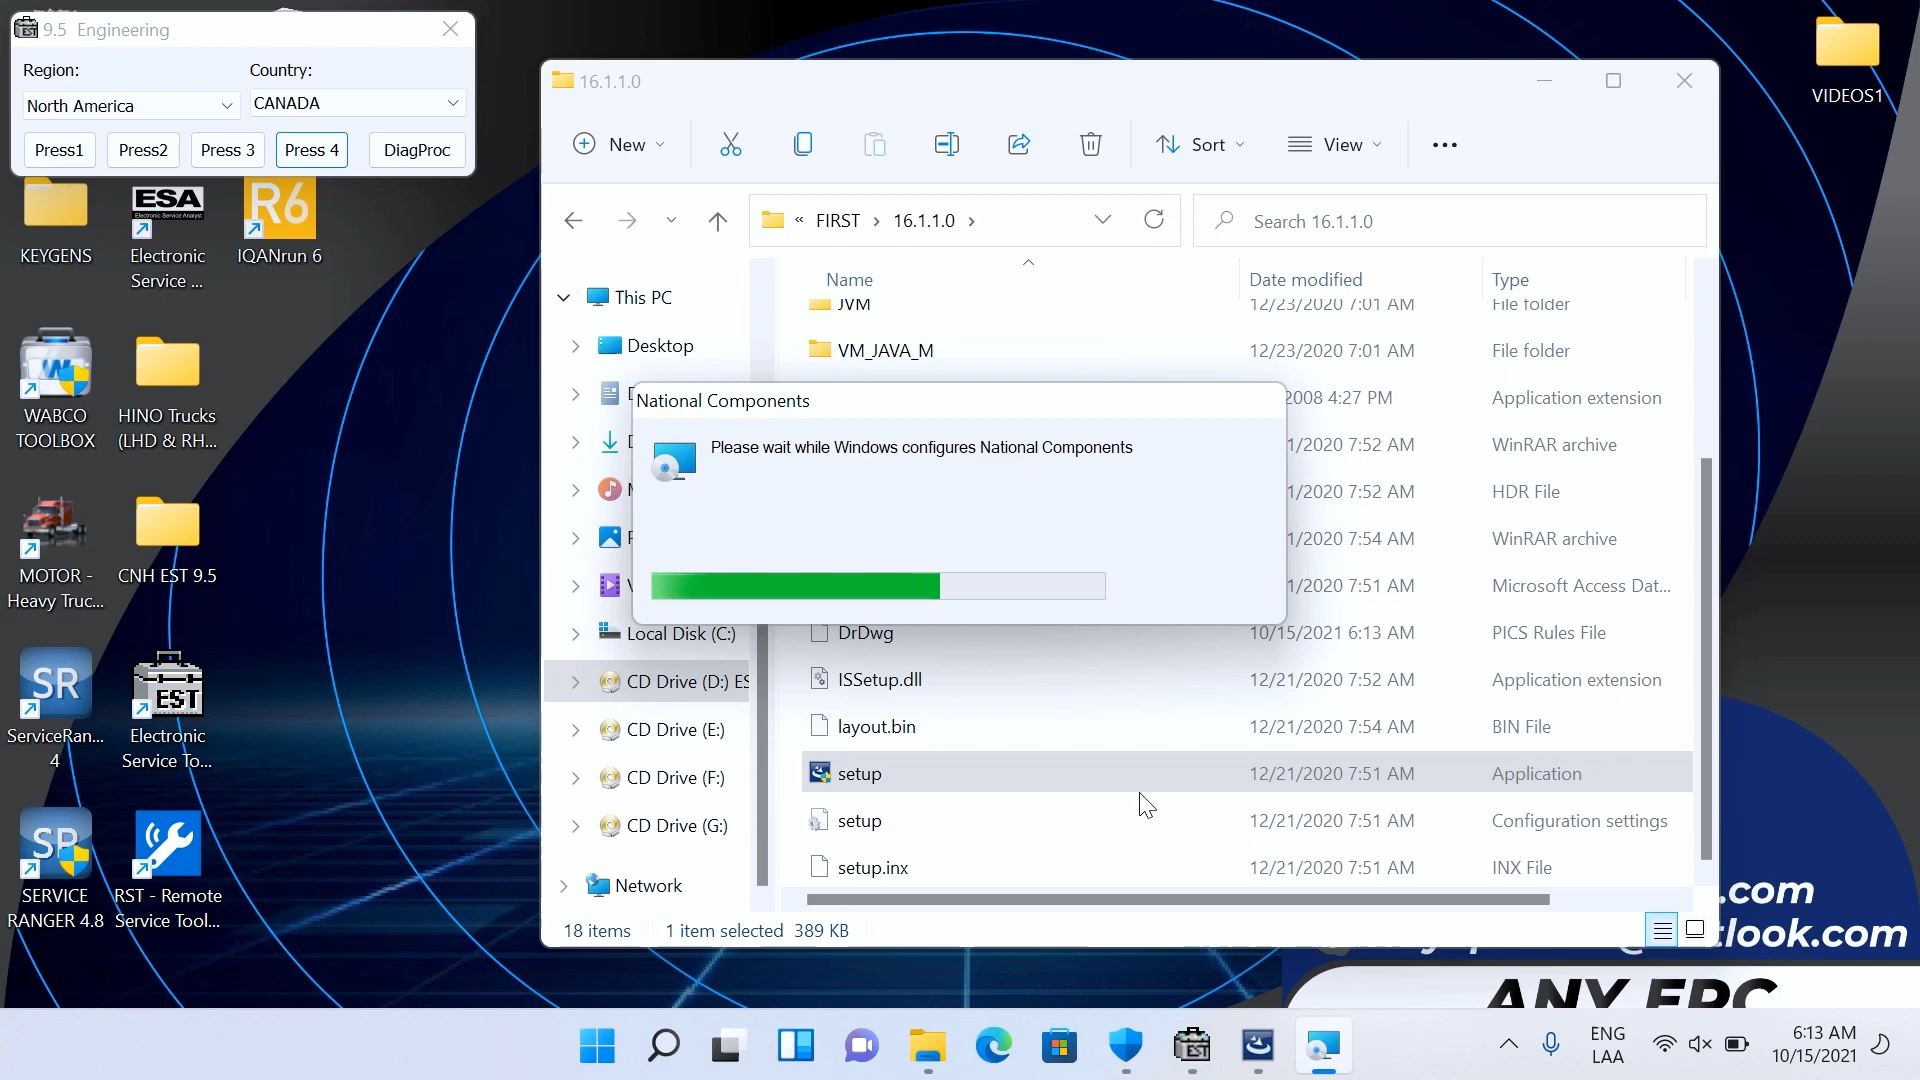 9.5 Engineering
Region:
Country:
North America
CANADA
Press1
Press2
Press 3
Press 4
DiagProc
VIDEOS1
KEYGENS
ESA
Electronic Service Analyst
Electronic
Service ...
R6
IQANrun 6
WABCO
TOOLBOX
HINO Trucks
(LHD & RH...
MOTOR -
Heavy Truc...
CNH EST 9.5
SR
ServiceRan...
4
EST
Electronic
Service To...
SERVICE
RANGER 4.8
RST - Remote
Service Tool...
16.1.1.0
New
Sort
View
« FIRST › 16.1.1.0 ›
Search 16.1.1.0
This PC
Desktop
Local Disk (C:)
CD Drive (D:) ES
CD Drive (E:)
CD Drive (F:)
CD Drive (G:)
Network
Name
Date modified
Type
JVM
12/23/2020 7:01 AM
File folder
VM_JAVA_M
12/23/2020 7:01 AM
File folder
2008 4:27 PM
Application extension
1/2020 7:52 AM
WinRAR archive
1/2020 7:52 AM
HDR File
1/2020 7:54 AM
WinRAR archive
1/2020 7:51 AM
Microsoft Access Dat...
DrDwg
10/15/2021 6:13 AM
PICS Rules File
ISSetup.dll
12/21/2020 7:52 AM
Application extension
layout.bin
12/21/2020 7:54 AM
BIN File
setup
12/21/2020 7:51 AM
Application
setup
12/21/2020 7:51 AM
Configuration settings
setup.inx
12/21/2020 7:51 AM
INX File
18 items
1 item selected 389 KB
National Components
Please wait while Windows configures National Components
.com
tlook.com
ANY EPC
EST
ENG
LAA
6:13 AM
10/15/2021